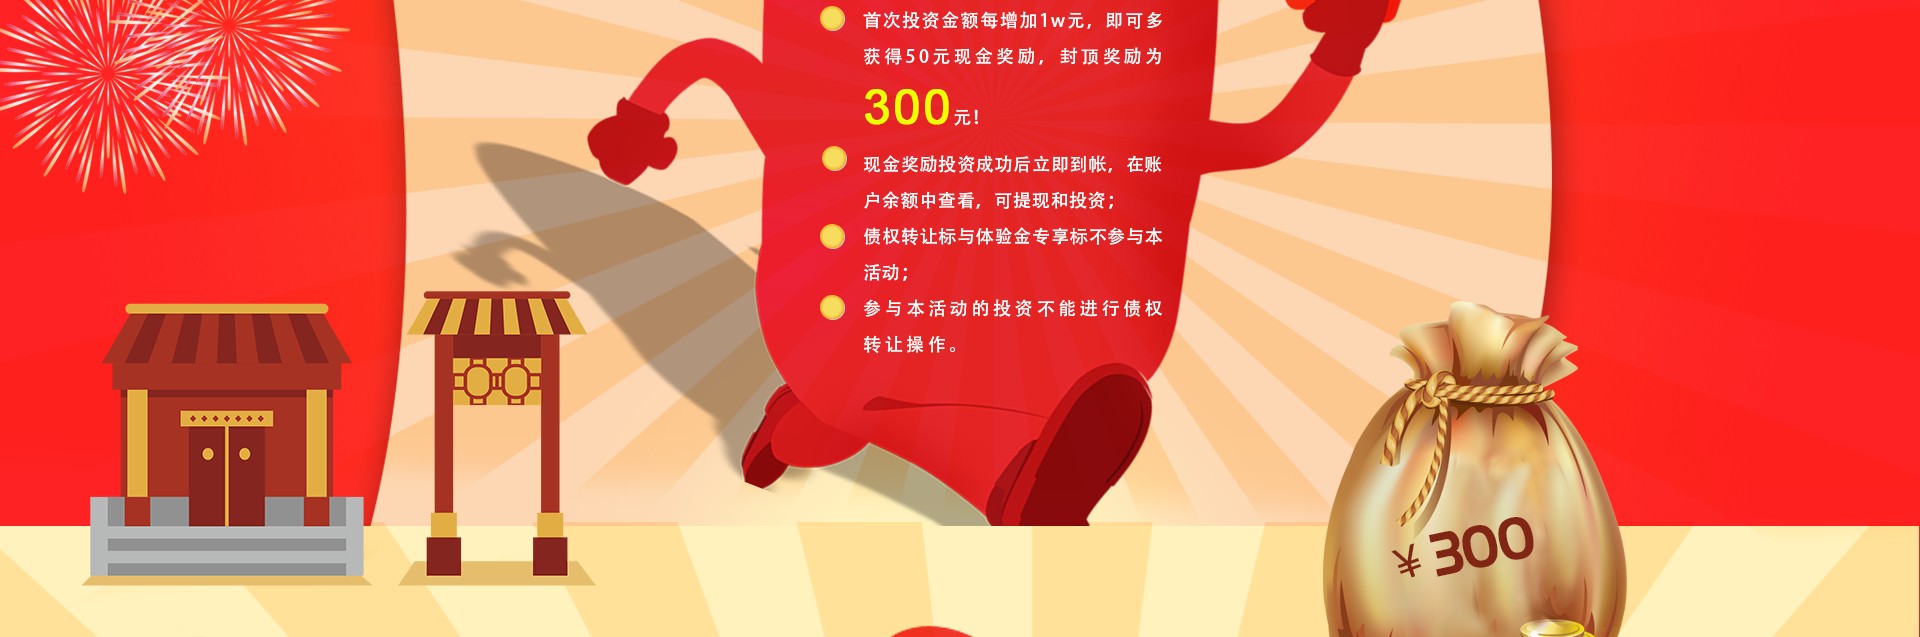 首次投资金额每增加1w元，即可多
获得50元现金奖励，封顶奖励为
300元！
现金奖励投资成功后立即到帐，在账
户余额中查看，可提现和投资；
债权转让标与体验金专享标不参与本
活动；
参与本活动的投资不能进行债权
转让操作。
¥300